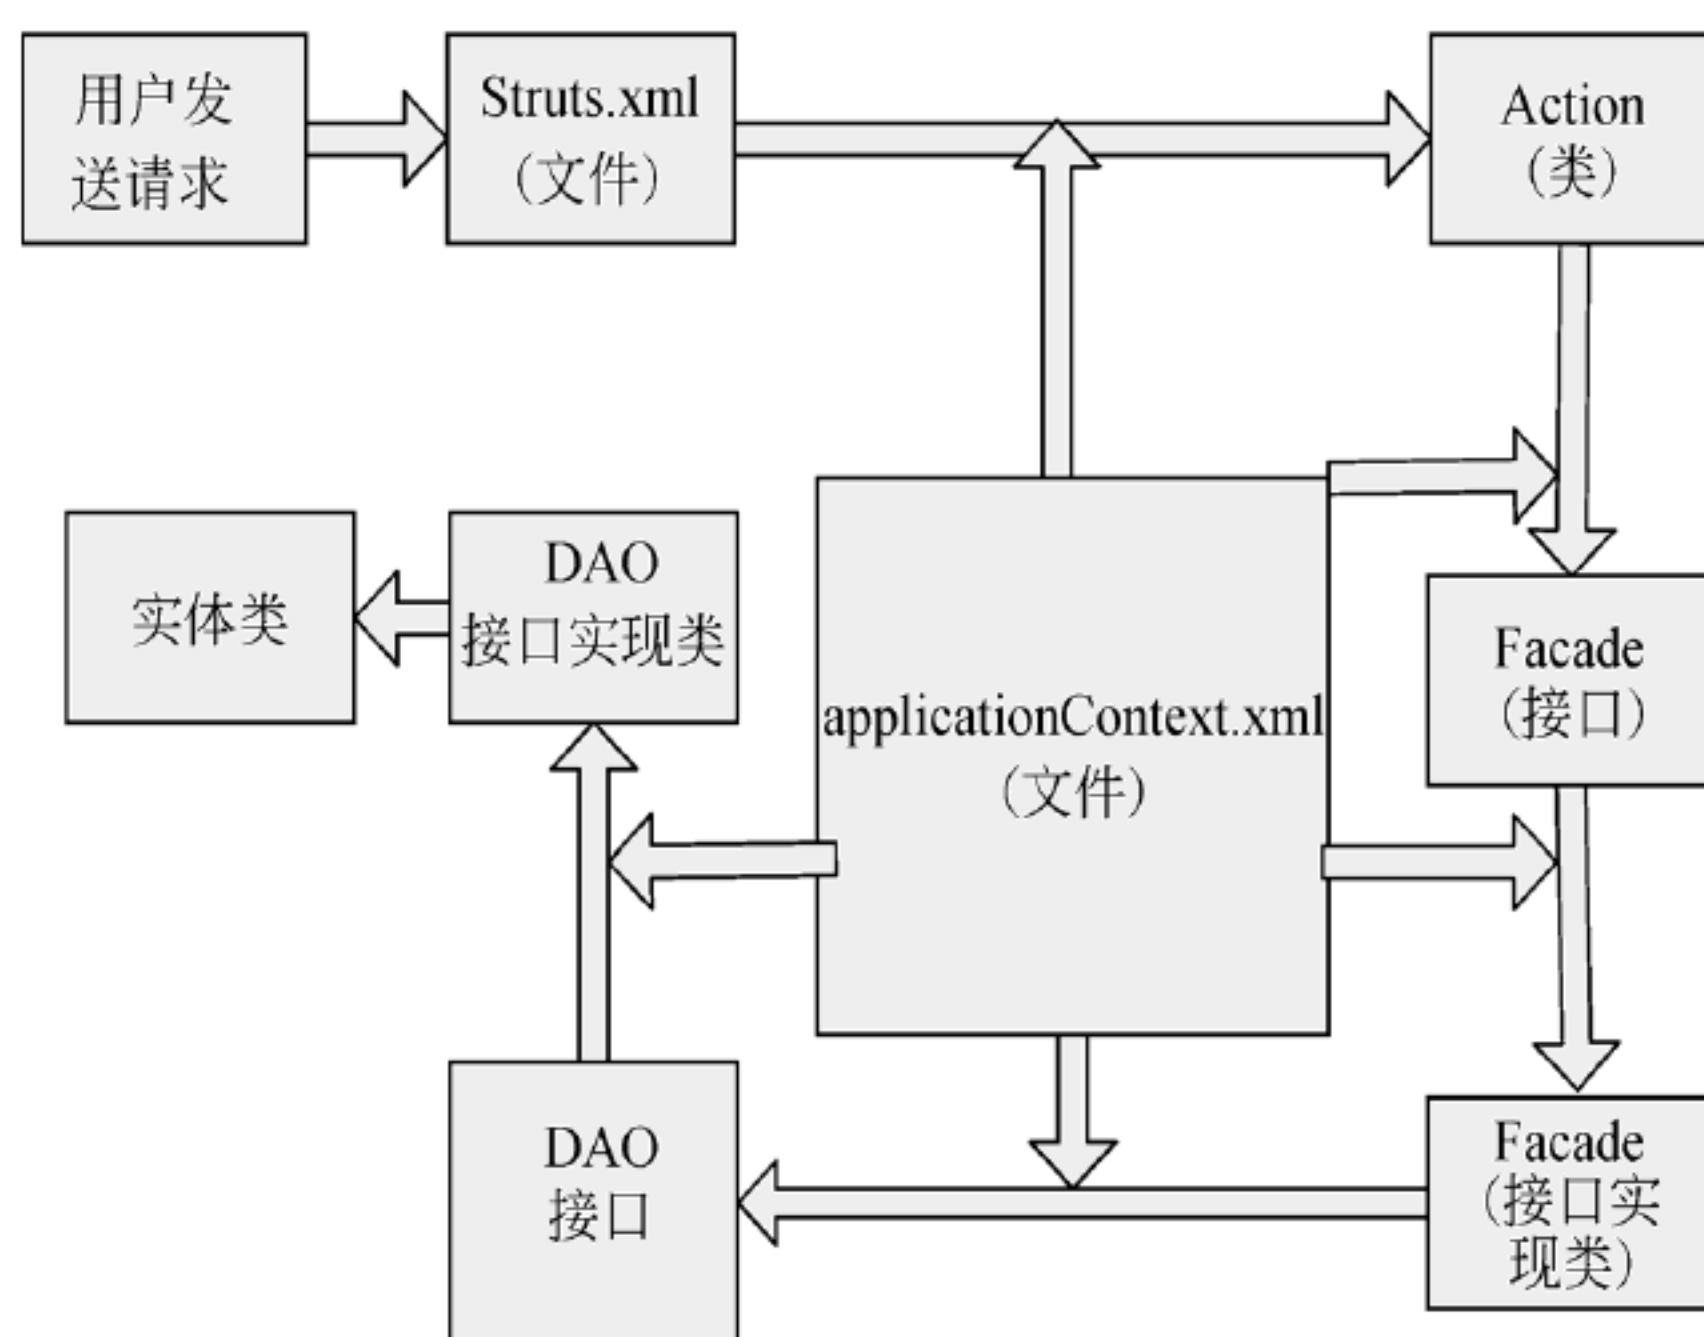 用户发
送请求
Struts.xml
(文件)
Action
(类)
实体类
DAO
接口实现类
applicationContext.xml
(文件)
Facade
(接口)
DAO
接口
Facade
(接口实
现类)